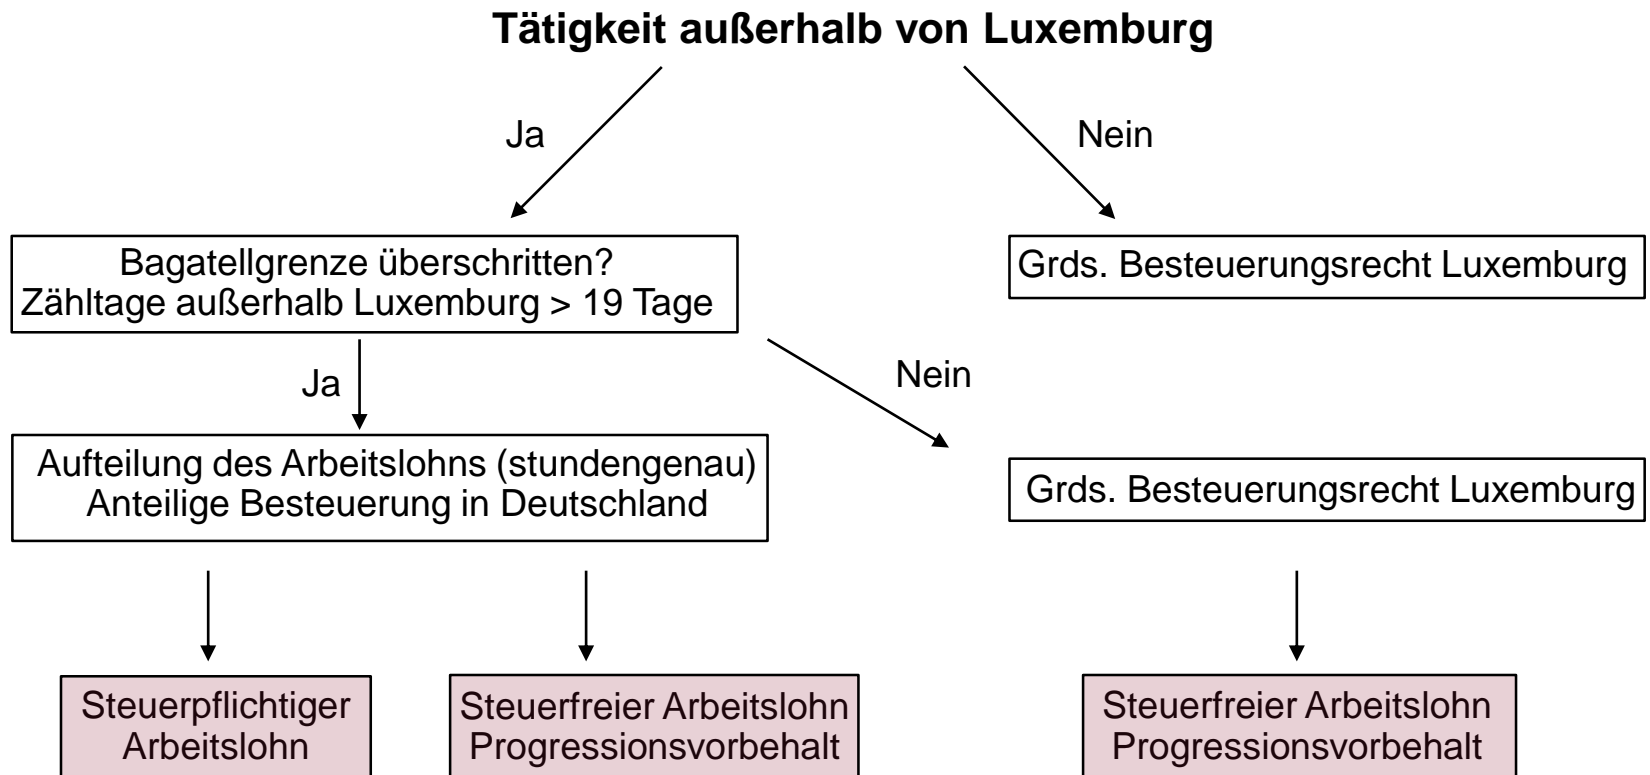 Tätigkeit außerhalb von Luxemburg
Ja
Nein
Bagatellgrenze überschritten?
Zähltage außerhalb Luxemburg > 19 Tage
Grds. Besteuerungsrecht Luxemburg
Ja
Nein
Aufteilung des Arbeitslohns (stundengenau)
Anteilige Besteuerung in Deutschland
Grds. Besteuerungsrecht Luxemburg
Steuerpflichtiger
Arbeitslohn
Steuerfreier Arbeitslohn
Progressionsvorbehalt
Steuerfreier Arbeitslohn
Progressionsvorbehalt